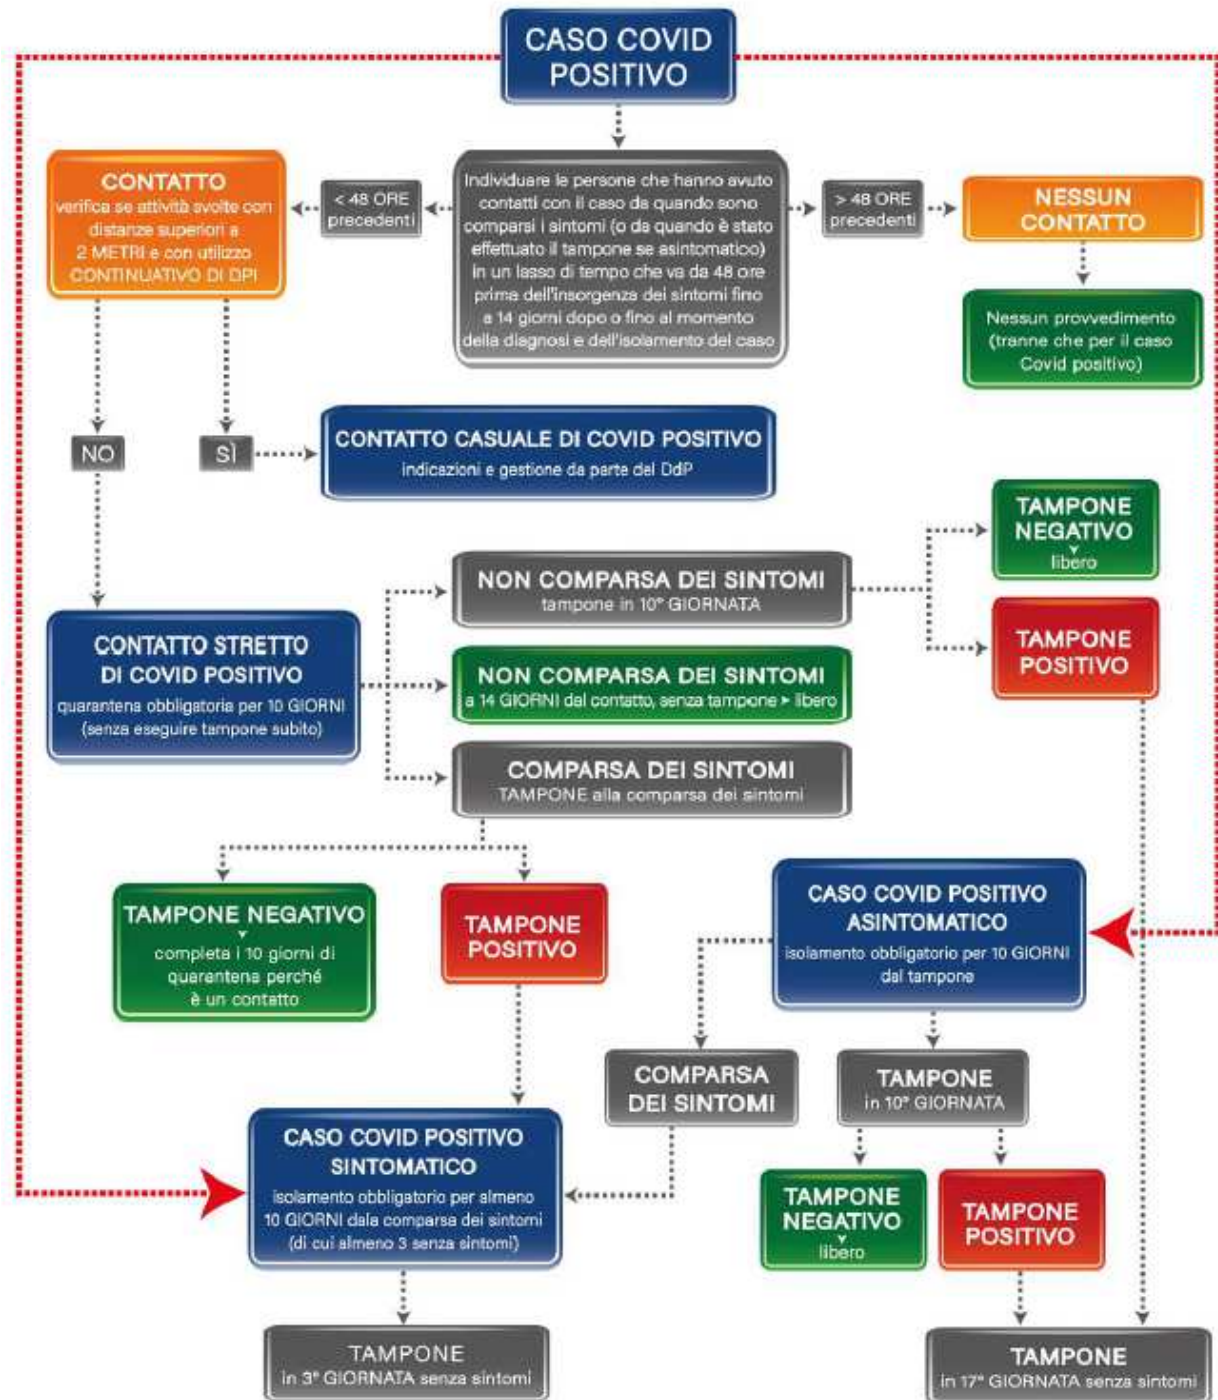 CASO COVID
POSITIVO
CONTATTO
verifica se attività svolte con
distanze superiori a
2 METRI e con utilizzo
CONTINUATIVO DI DPI
< 48 ORE
precedenti
Individuare le persone che hanno avuto
contatti con il caso da quando sono
comparsi i sintomi (o da quando è stato
effettuato il tampone se asintomatico)
in un lasso di tempo che va da 48 ore
prima dell'insorgenza dei sintomi fino
a 14 giorni dopo o fino al momento
della diagnosi e dell'isolamento del caso
> 48 ORE
precedenti
NESSUN
CONTATTO
Nessun provvedimento
(tranne che per il caso
Covid positivo)
NO
SÌ
CONTATTO CASUALE DI COVID POSITIVO
indicazioni e gestione da parte del DdP
CONTATTO STRETTO
DI COVID POSITIVO
quarantena obbligatoria per 10 GIORNI
(senza eseguire tampone subito)
NON COMPARSA DEI SINTOMI
tampone in 10° GIORNATA
NON COMPARSA DEI SINTOMI
a 14 GIORNI dal contatto, senza tampone ► libero
COMPARSA DEI SINTOMI
TAMPONE alla comparsa dei sintomi
TAMPONE
NEGATIVO
libero
TAMPONE
POSITIVO
TAMPONE NEGATIVO
completa i 10 giorni di
quarantena perché
è un contatto
TAMPONE
POSITIVO
CASO COVID POSITIVO
ASINTOMATICO
isolamento obbligatorio per 10 GIORNI
dal tampone
COMPARSA
DEI SINTOMI
TAMPONE
in 10° GIORNATA
CASO COVID POSITIVO
SINTOMATICO
isolamento obbligatorio per almeno
10 GIORNI dala comparsa dei sintomi
(di cui almeno 3 senza sintomi)
TAMPONE
NEGATIVO
libero
TAMPONE
POSITIVO
TAMPONE
in 3° GIORNATA senza sintomi
TAMPONE
in 17° GIORNATA senza sintomi